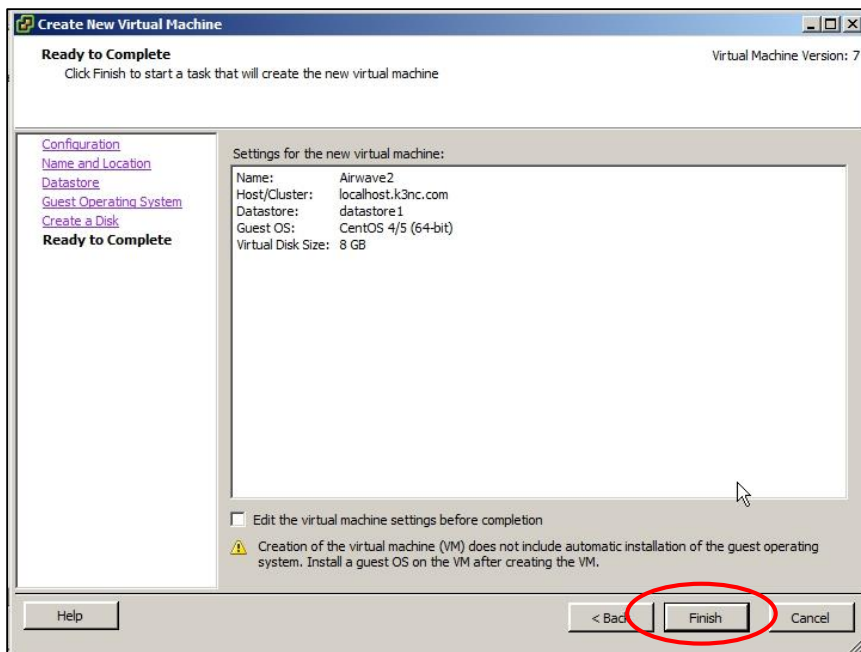 Create New Virtual Machine
Ready to Complete
Click Finish to start a task that will create the new virtual machine
Virtual Machine Version: 7
Configuration
Name and Location
Datastore
Guest Operating System
Create a Disk
Ready to Complete
Settings for the new virtual machine:
Name: Airwave2
Host/Cluster: localhost.k3nc.com
Datastore: datastore1
Guest OS: CentOS 4/5 (64-bit)
Virtual Disk Size: 8 GB
Edit the virtual machine settings before completion
Creation of the virtual machine (VM) does not include automatic installation of the guest operating
system. Install a guest OS on the VM after creating the VM.
Help
< Back
Finish
Cancel